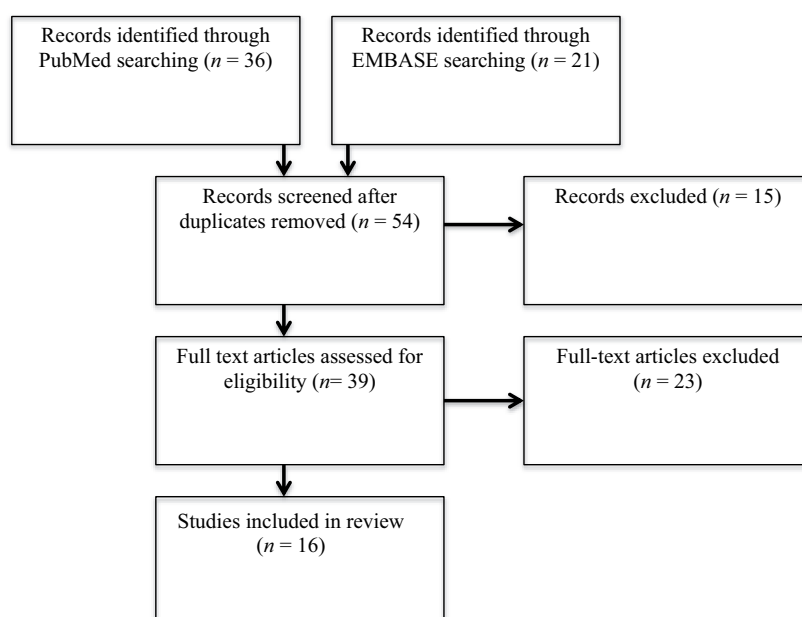 Records identified through
PubMed searching (n = 36)
Records identified through
EMBASE searching (n = 21)
Records screened after
duplicates removed (n = 54)
Records excluded (n = 15)
Full text articles assessed for
eligibility (n= 39)
Full-text articles excluded
(n = 23)
Studies included in review
(n = 16)